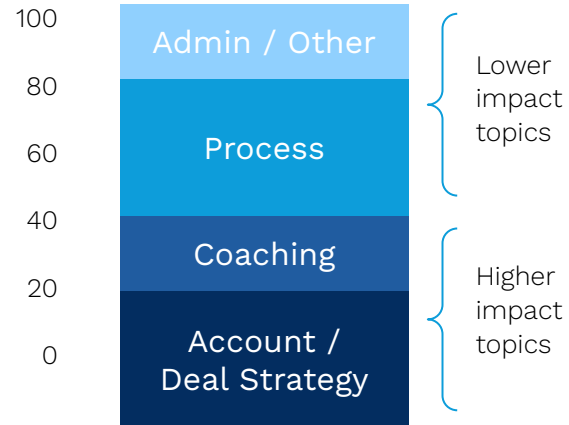 100
80
60
40
20
0
Admin / Other
Process
Coaching
Account /
Deal Strategy
Lower
impact
topics
Higher
impact
topics